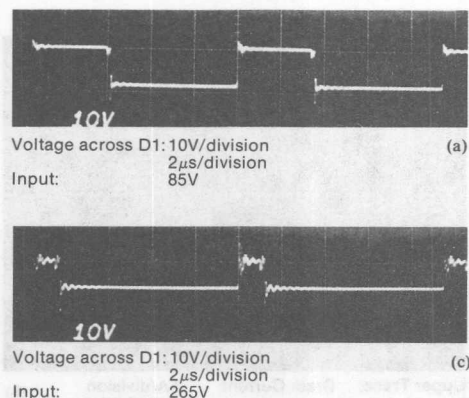 10V
Voltage across D1: 10V/division
2μs/division
(a)
Input: 85V
10V
Voltage across D1: 10V/division
2μs/division
(c)
Input: 265V